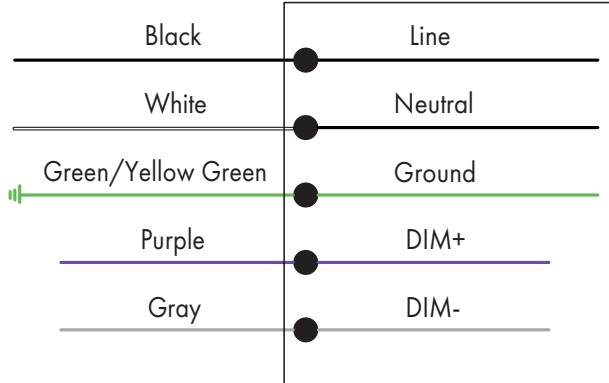 Black Line
White Neutral
Green/Yellow Green Ground
Purple DIM+
Gray DIM-